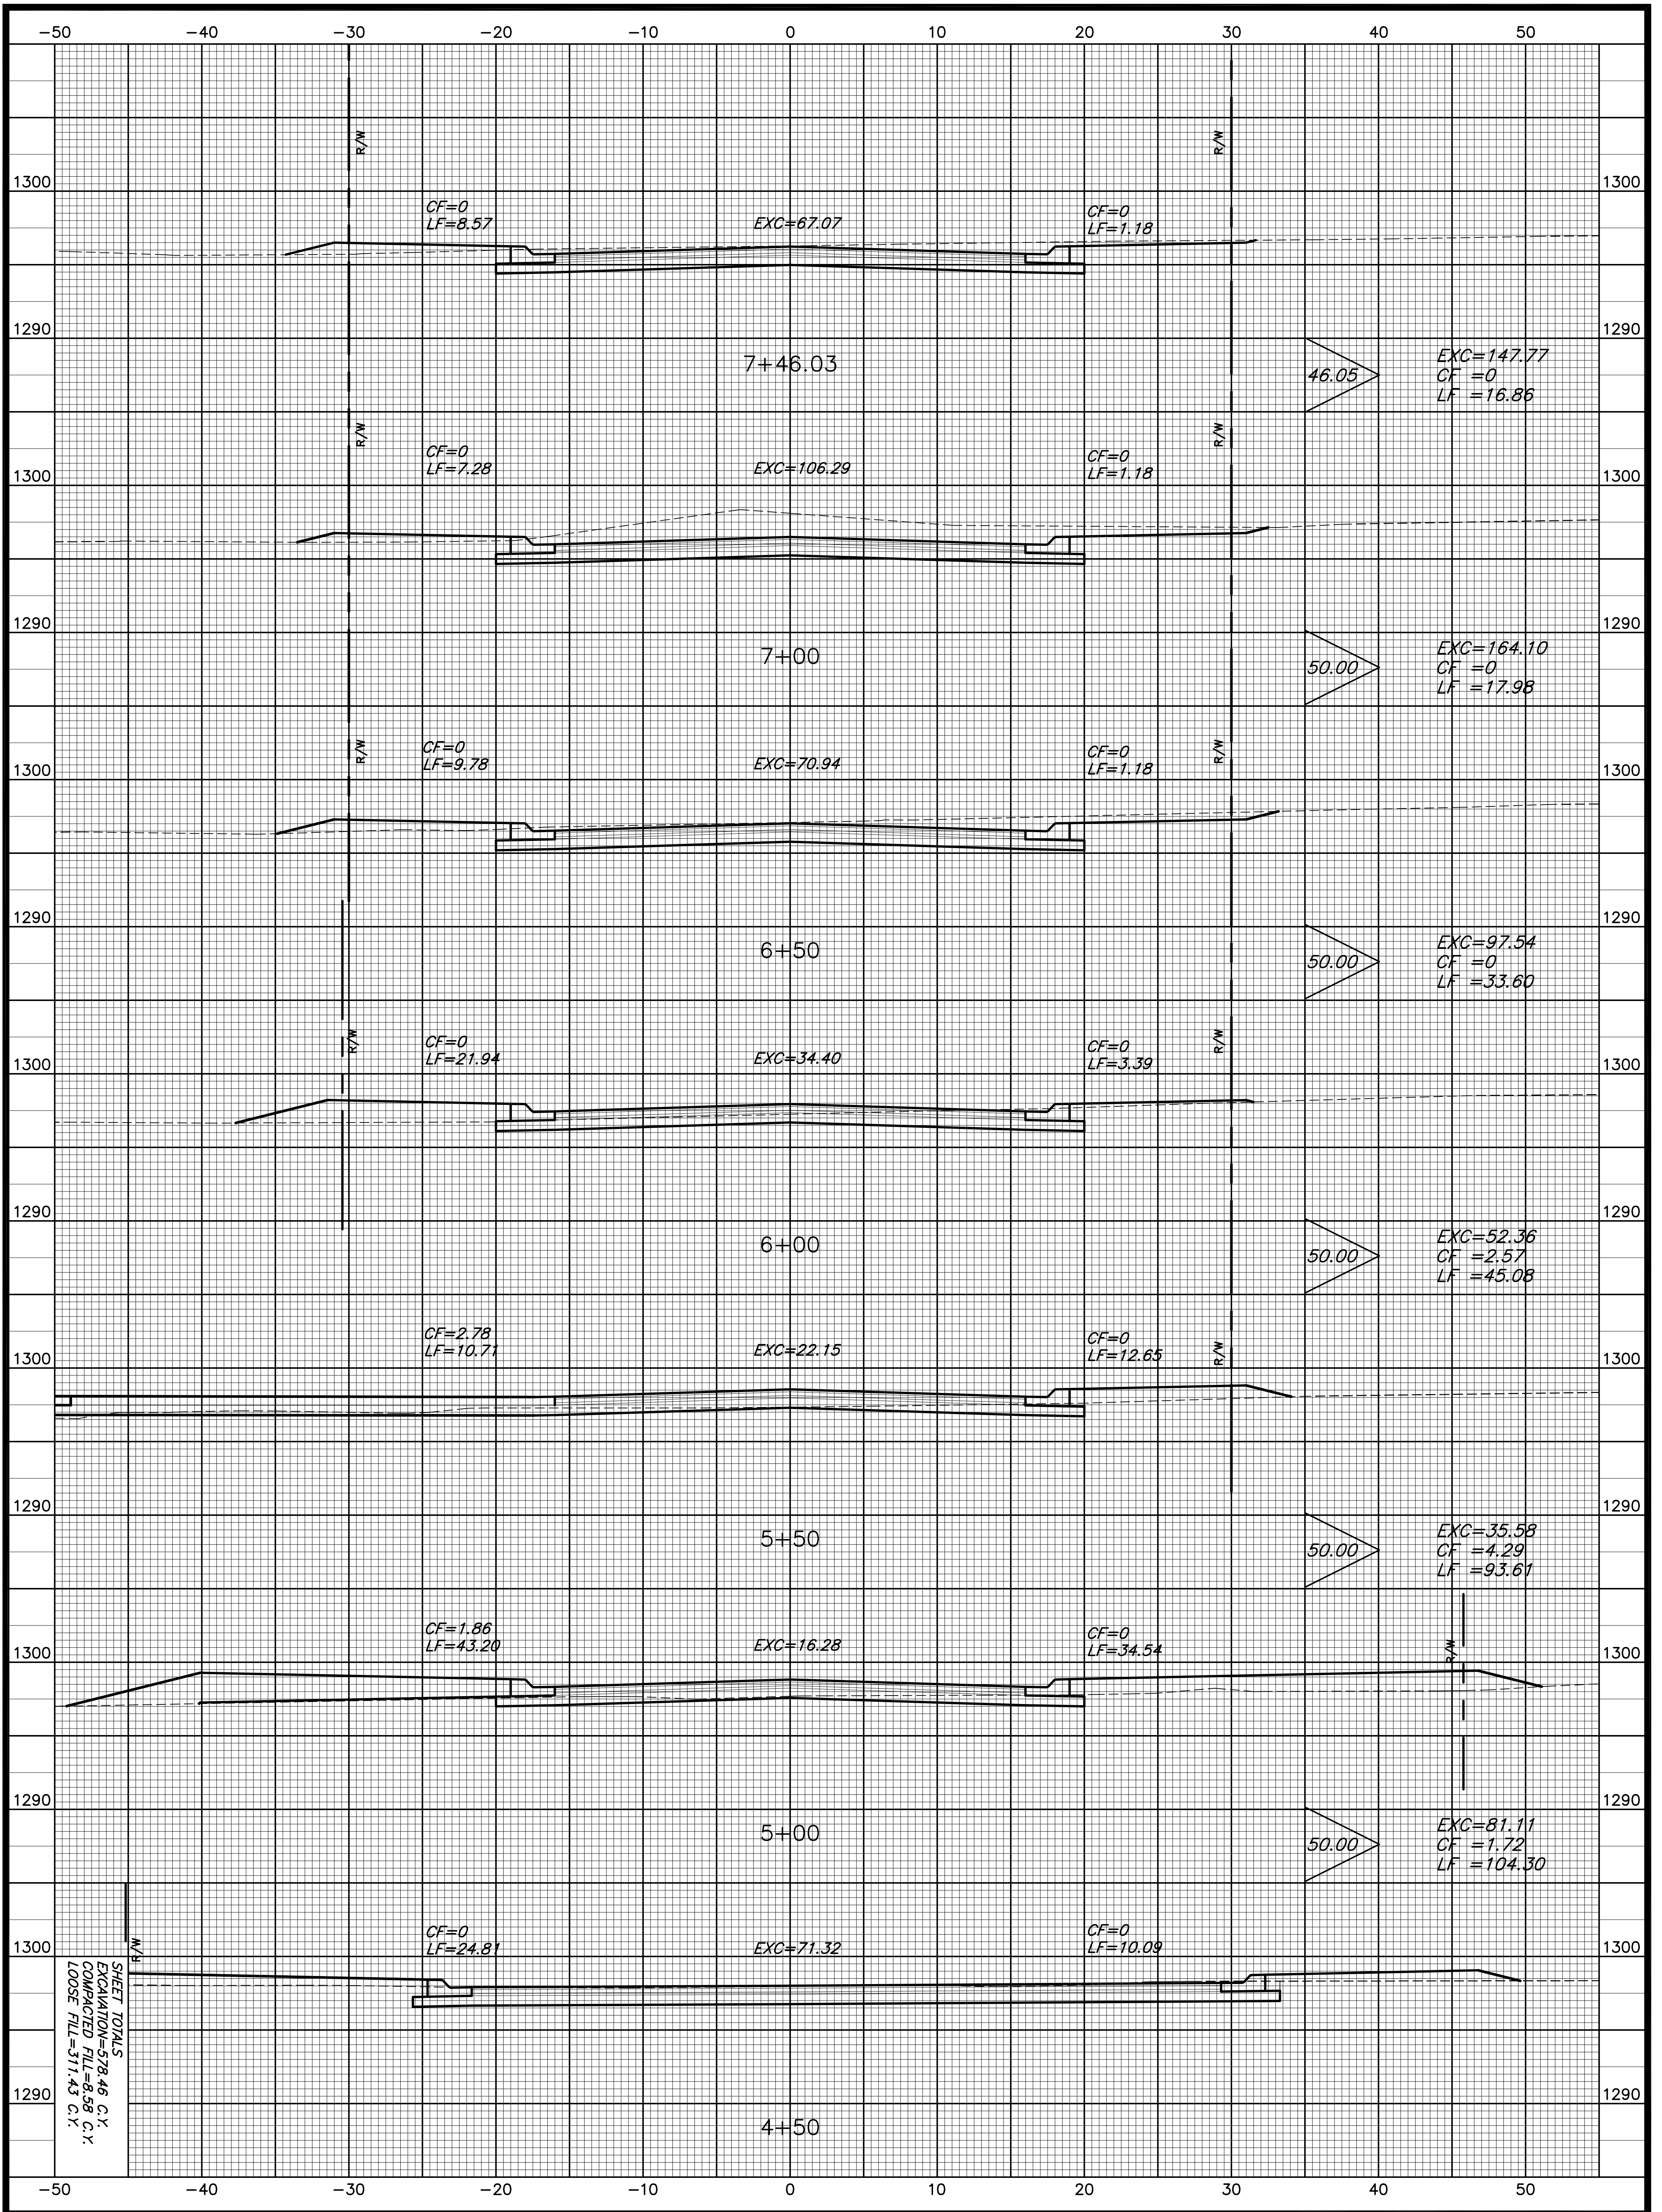 -50 -40 -30 -20 -10 0 10 20 30 40 50
R/W R/W
1300 1300
CF=0
LF=8.57
EXC=67.07
CF=0
LF=1.18
1290 1290
7+46.03
46.05
EXC=147.77
CF =0
LF =16.86
R/W R/W
CF=0
LF=7.28
EXC=106.29
CF=0
LF=1.18
1300 1300
1290 1290
7+00
50.00
EXC=164.10
CF =0
LF =17.98
R/W R/W
CF=0
LF=9.78
EXC=70.94
CF=0
LF=1.18
1300 1300
1290 1290
6+50
50.00
EXC=97.54
CF =0
LF =33.60
R/W R/W
CF=0
LF=21.94
EXC=34.40
CF=0
LF=3.39
1300 1300
1290 1290
6+00
50.00
EXC=52.36
CF =2.57
LF =45.08
CF=2.78
LF=10.71
EXC=22.15
CF=0
LF=12.65
R/W
1300 1300
1290 1290
5+50
50.00
EXC=35.58
CF =4.29
LF =93.61
CF=1.86
LF=43.20
EXC=16.28
CF=0
LF=34.54
R/W
1300 1300
1290 1290
5+00
50.00
EXC=81.11
CF =1.72
LF =104.30
R/W
CF=0
LF=24.81
EXC=71.32
CF=0
LF=10.09
1300 1300
SHEET TOTALS
EXCAVATION=578.46 C.Y.
COMPACTED FILL=8.58 C.Y.
LOOSE FILL=311.43 C.Y.
1290 1290
4+50
-50 -40 -30 -20 -10 0 10 20 30 40 50